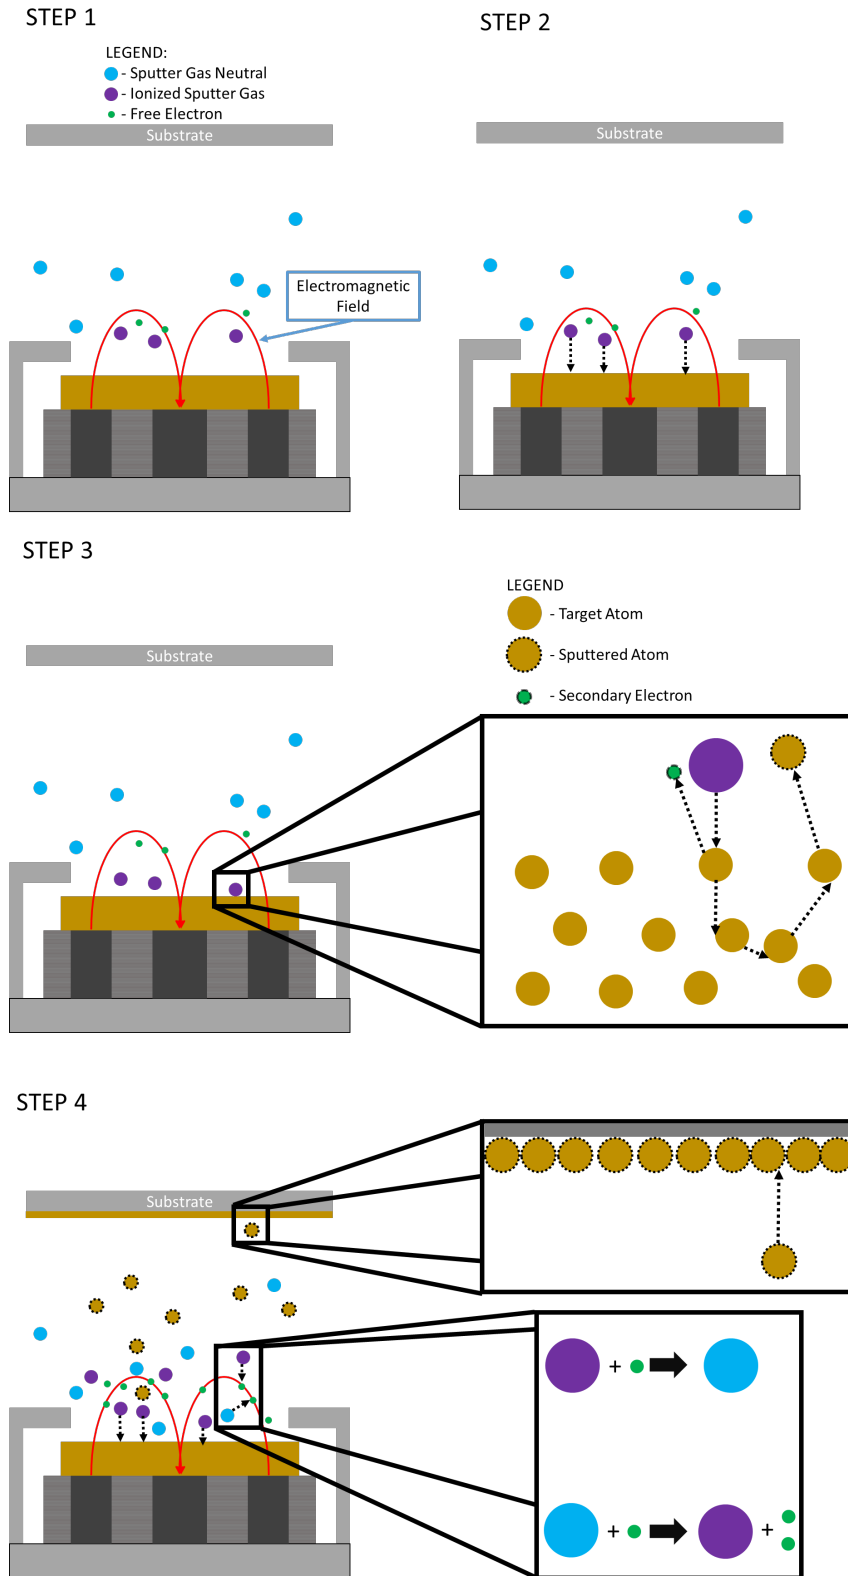 STEP 1
LEGEND:
- Sputter Gas Neutral
- Ionized Sputter Gas
- Free Electron
Substrate
Electromagnetic
Field
STEP 2
Substrate
STEP 3
Substrate
LEGEND
- Target Atom
- Sputtered Atom
- Secondary Electron
STEP 4
Substrate
+
+
+